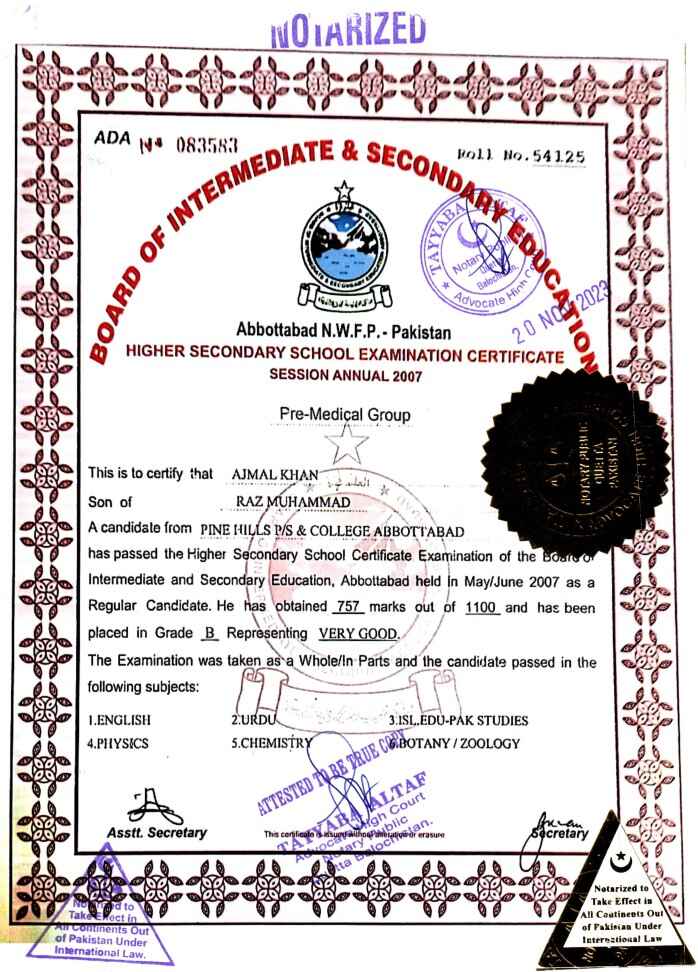 NOTARIZED
ADA Nº 083583
Roll No. 54125
BOARD OF INTERMEDIATE & SECONDARY EDUCATION
TAYYABA ALTAF
Notary Public
Balochistan
Advocate High Court
20 NOV 2023
Abbottabad N.W.F.P. - Pakistan
HIGHER SECONDARY SCHOOL EXAMINATION CERTIFICATE
SESSION ANNUAL 2007
Pre-Medical Group
NOTARY PUBLIC
QUETTA
PAKISTAN
This is to certify that AJMAL KHAN
Son of RAZ MUHAMMAD
A candidate from PINE HILLS P/S & COLLEGE ABBOTTABAD
has passed the Higher Secondary School Certificate Examination of the Board of
Intermediate and Secondary Education, Abbottabad held in May/June 2007 as a
Regular Candidate. He has obtained 757 marks out of 1100 and has been
placed in Grade B Representing VERY GOOD.
The Examination was taken as a Whole/In Parts and the candidate passed in the
following subjects:
1.ENGLISH 2.URDU 3.ISL.EDU-PAK STUDIES
4.PHYSICS 5.CHEMISTRY 6.BOTANY / ZOOLOGY
ATTESTED TO BE TRUE COPY
TAYYABA ALTAF
Advocate High Court
Notary Public
Quetta Balochistan.
Asstt. Secretary
This certificate is issued without alteration or erasure
Secretary
Notarized to
Take Effect in
All Continents Out
of Pakistan Under
International Law.
Notarized to
Take Effect in
All Continents Out
of Pakistan Under
International Law